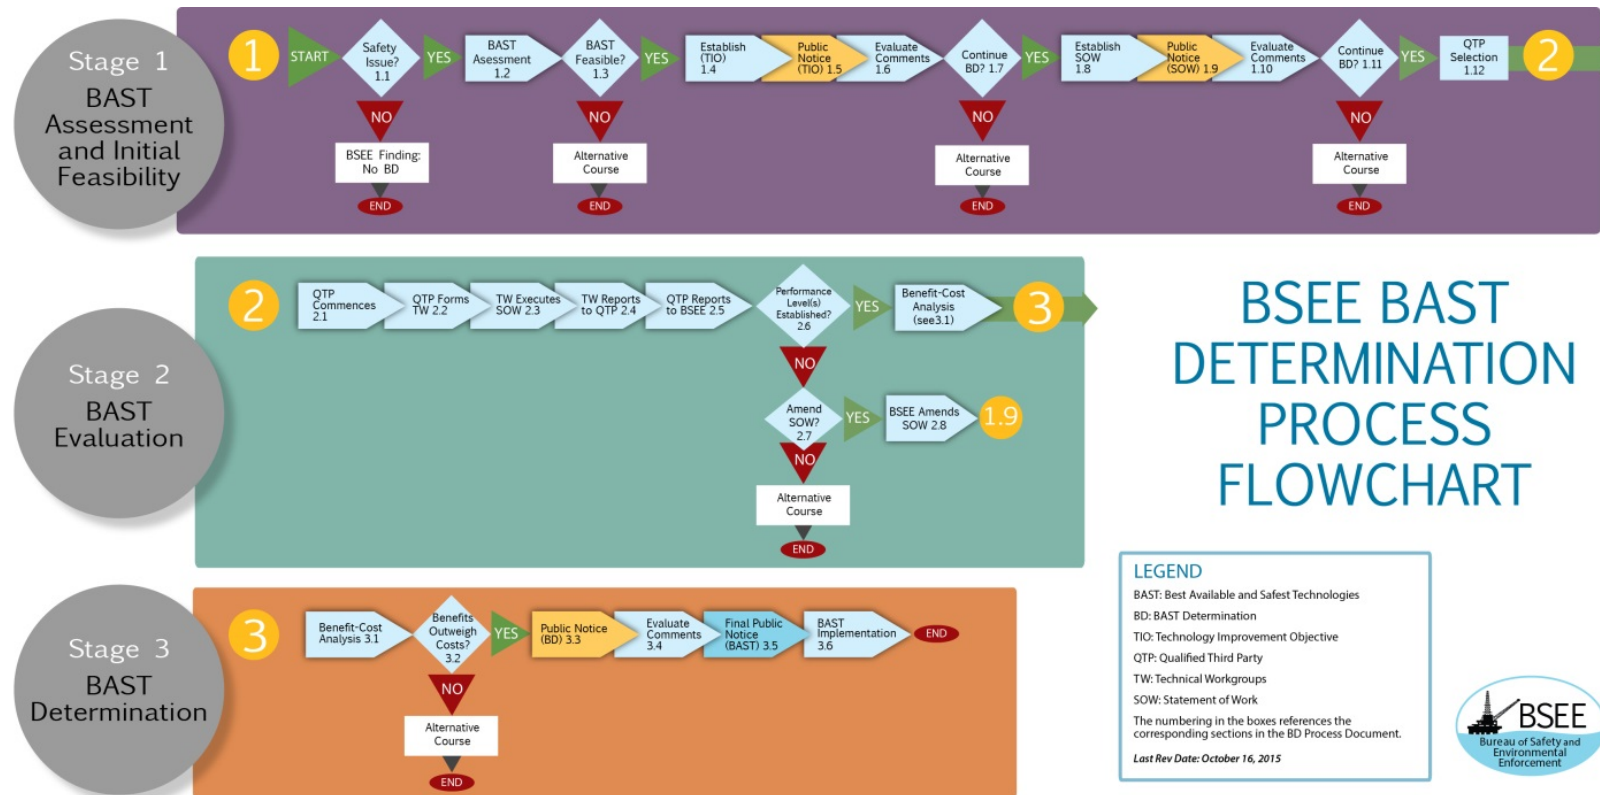 Stage 1
BAST
Assessment
and Initial
Feasibility
1
START
Safety
Issue?
1.1
YES
BAST
Asessment
1.2
BAST
Feasible?
1.3
YES
Establish
(TIO)
1.4
Public
Notice
(TIO) 1.5
Evaluate
Comments
1.6
Continue
BD? 1.7
YES
Establish
SOW
1.8
Public
Notice
(SOW) 1.9
Evaluate
Comments
1.10
Continue
BD? 1.11
YES
QTP
Selection
1.12
2
NO
BSEE Finding:
No BD
END
NO
Alternative
Course
END
NO
Alternative
Course
END
NO
Alternative
Course
END
Stage 2
BAST
Evaluation
2
QTP
Commences
2.1
QTP Forms
TW 2.2
TW Executes
SOW 2.3
TW Reports
to QTP 2.4
QTP Reports
to BSEE 2.5
Performance
Level(s)
Established?
2.6
YES
Benefit-Cost
Analysis
(see3.1)
3
NO
Amend
SOW?
2.7
YES
BSEE Amends
SOW 2.8
1.9
NO
Alternative
Course
END
BSEE BAST
DETERMINATION
PROCESS
FLOWCHART
Stage 3
BAST
Determination
3
Benefit-Cost
Analysis 3.1
Benefits
Outweigh
Costs?
3.2
YES
Public Notice
(BD) 3.3
Evaluate
Comments
3.4
Final Public
Notice
(BAST) 3.5
BAST
Implementation
3.6
END
NO
Alternative
Course
END
LEGEND
BAST: Best Available and Safest Technologies
BD: BAST Determination
TIO: Technology Improvement Objective
QTP: Qualified Third Party
TW: Technical Workgroups
SOW: Statement of Work
The numbering in the boxes references the
corresponding sections in the BD Process Document.
Last Rev Date: October 16, 2015
BSEE
Bureau of Safety and
Environmental
Enforcement